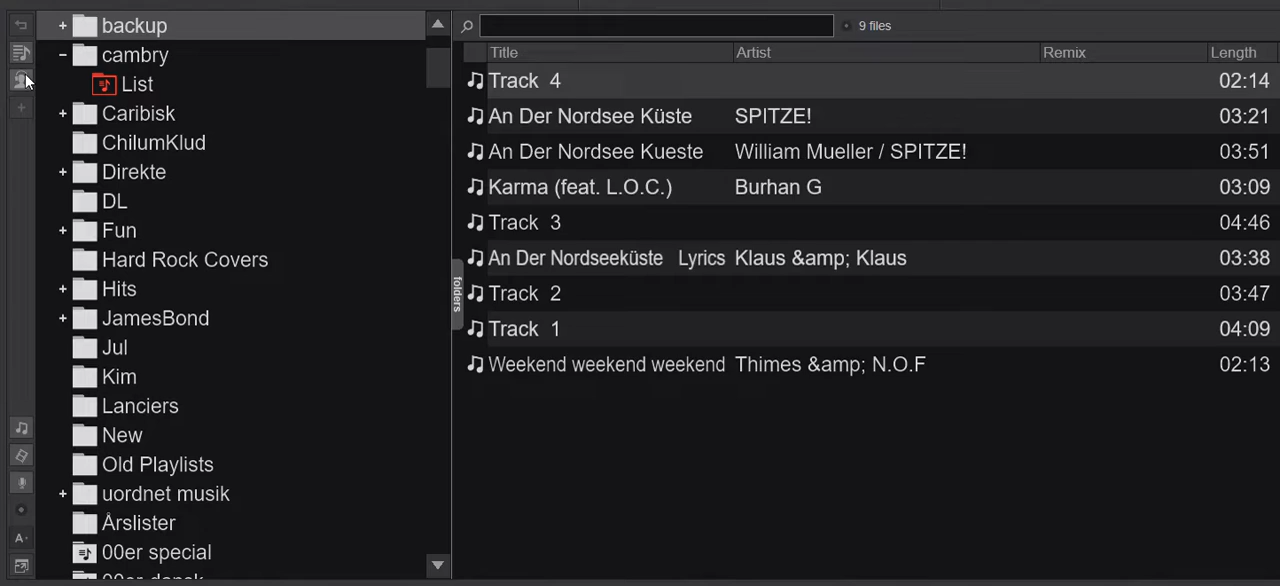 + backup
- cambry
List
+ Caribisk
ChilumKlud
+ Direkte
DL
+ Fun
Hard Rock Covers
+ Hits
+ JamesBond
Jul
Kim
Lanciers
New
Old Playlists
+ uordnet musik
Årslister
00er special
00er dansk
A
folders
9 files
Title Artist Remix Length
Track 4 02:14
An Der Nordsee Küste SPITZE! 03:21
An Der Nordsee Kueste William Mueller / SPITZE! 03:51
Karma (feat. L.O.C.) Burhan G 03:09
Track 3 04:46
An Der Nordseeküste Lyrics Klaus &amp; Klaus 03:38
Track 2 03:47
Track 1 04:09
Weekend weekend weekend Thimes &amp; N.O.F 02:13